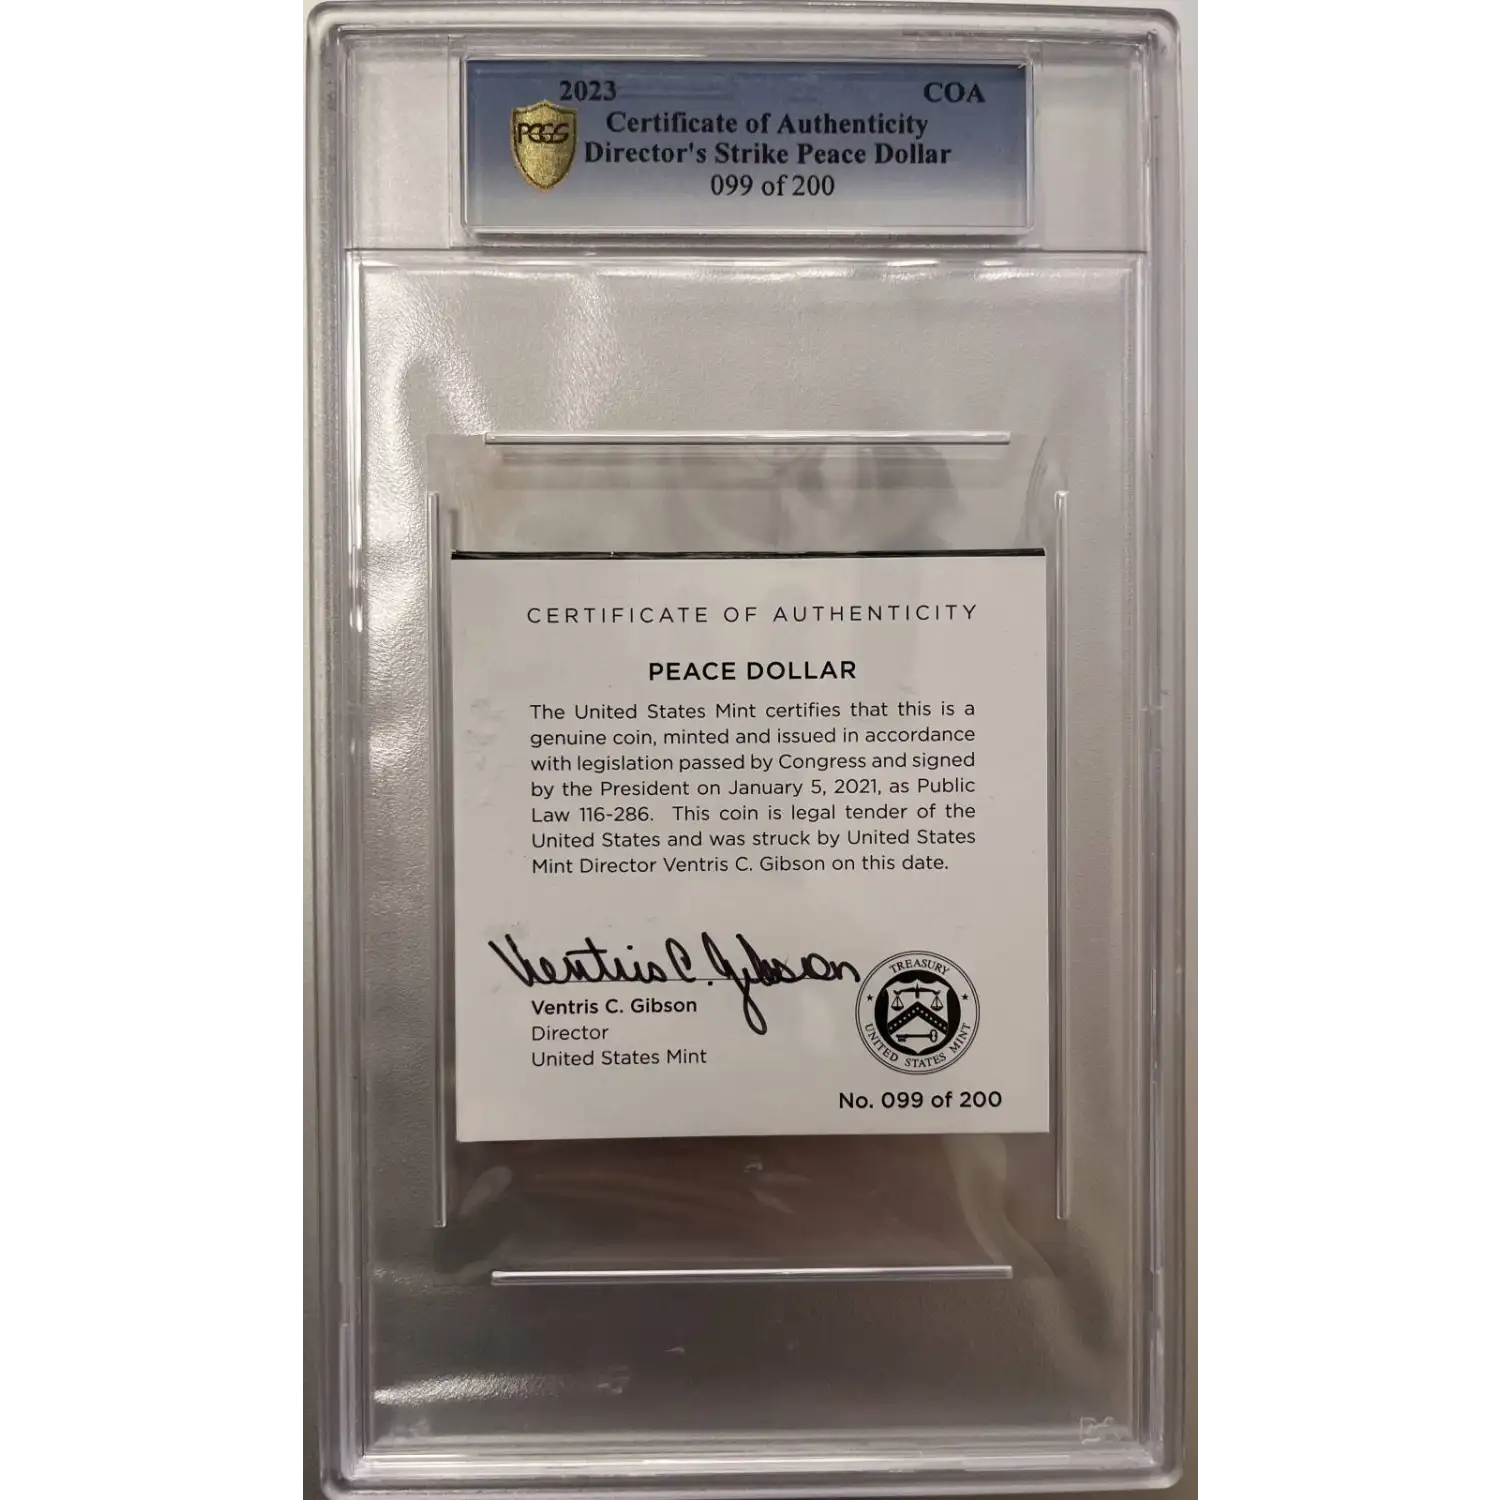 2023 COA
PCGS
Certificate of Authenticity
Director's Strike Peace Dollar
099 of 200
CERTIFICATE OF AUTHENTICITY
PEACE DOLLAR
The United States Mint certifies that this is a
genuine coin, minted and issued in accordance
with legislation passed by Congress and signed
by the President on January 5, 2021, as Public
Law 116-286. This coin is legal tender of the
United States and was struck by United States
Mint Director Ventris C. Gibson on this date.
Ventris C. Gibson
Ventris C. Gibson
Director
United States Mint
TREASURY
UNITED STATES MINT
No. 099 of 200